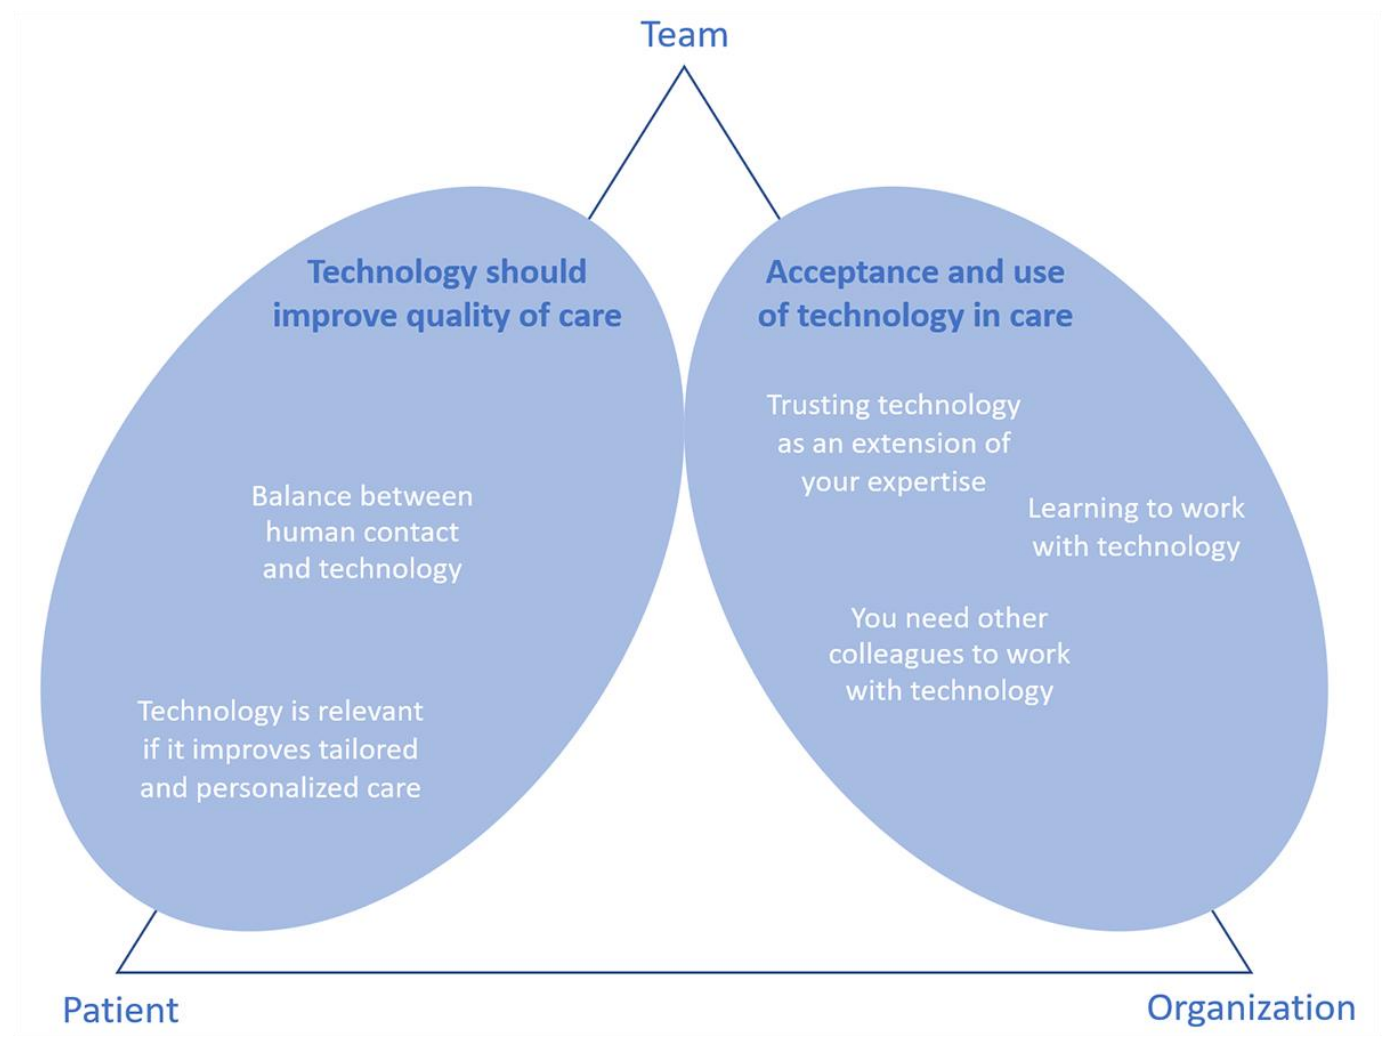 Team
Technology should
improve quality of care
Balance between
human contact
and technology
Technology is relevant
if it improves tailored
and personalized care
Acceptance and use
of technology in care
Trusting technology
as an extension of
your expertise
Learning to work
with technology
You need other
colleagues to work
with technology
Patient
Organization